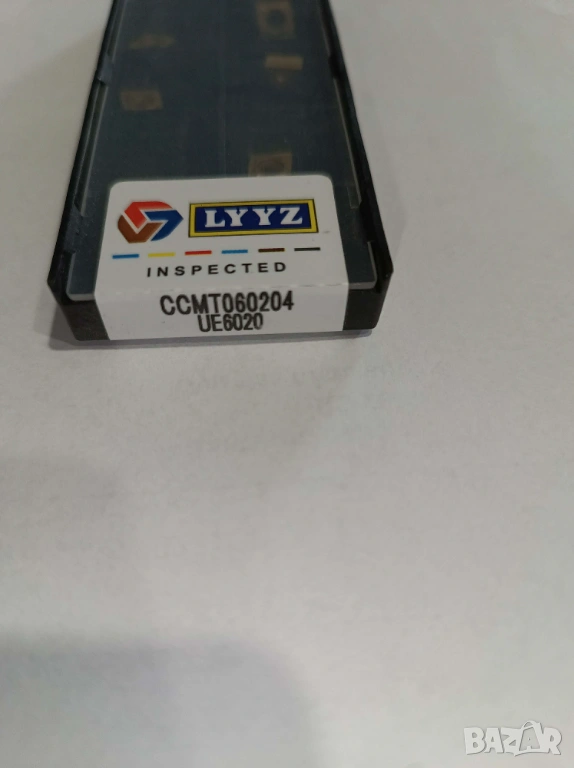 LYYZ
INSPECTED
CCMT060204
UE6020
BAZAR